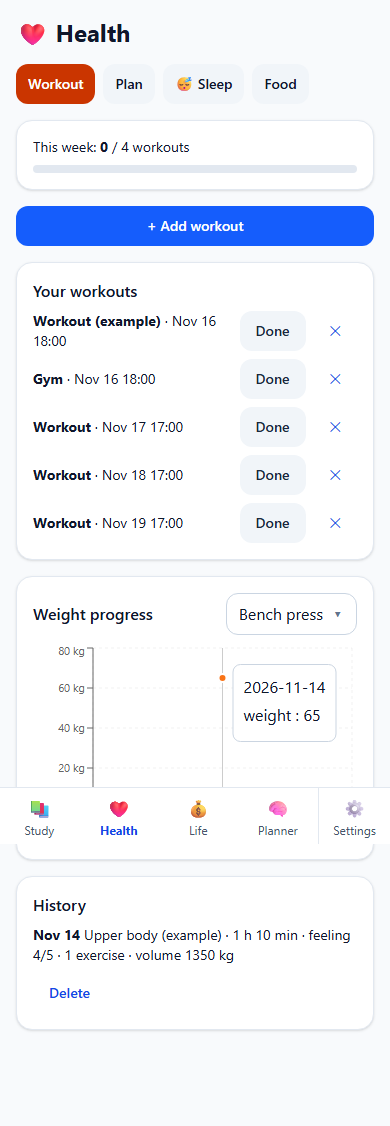 Health
Workout Plan 😴 Sleep Food
This week: 0 / 4 workouts
+ Add workout
Your workouts
Workout (example) · Nov 16
18:00
Done
Gym · Nov 16 18:00 Done
Workout · Nov 17 17:00 Done
Workout · Nov 18 17:00 Done
Workout · Nov 19 17:00 Done
Weight progress Bench press
80 kg
60 kg
40 kg
20 kg
2026-11-14
weight : 65
Study Health Life Planner Settings
History
Nov 14 Upper body (example) · 1 h 10 min · feeling
4/5 · 1 exercise · volume 1350 kg
Delete